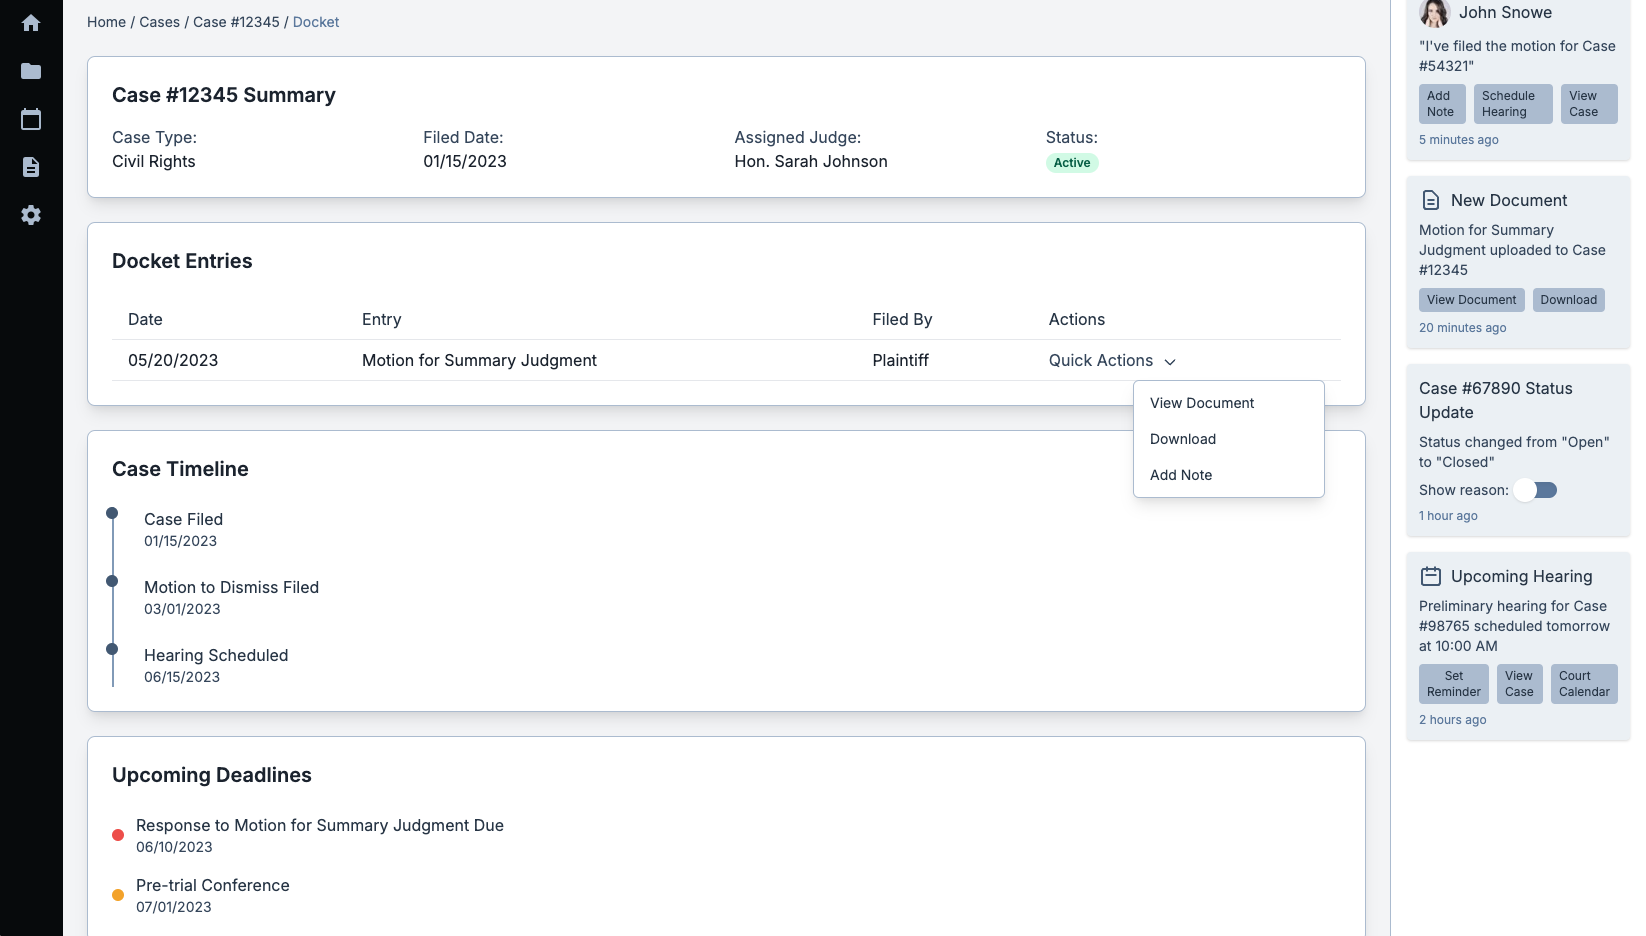 Home / Cases / Case #12345 / Docket
Case #12345 Summary
Case Type:
Civil Rights
Filed Date:
01/15/2023
Assigned Judge:
Hon. Sarah Johnson
Status:
Active
Docket Entries
Date Entry Filed By Actions
05/20/2023 Motion for Summary Judgment Plaintiff Quick Actions
View Document
Download
Add Note
Case Timeline
Case Filed
01/15/2023
Motion to Dismiss Filed
03/01/2023
Hearing Scheduled
06/15/2023
Upcoming Deadlines
Response to Motion for Summary Judgment Due
06/10/2023
Pre-trial Conference
07/01/2023
John Snowe
"I've filed the motion for Case
#54321"
Add
Note
Schedule
Hearing
View
Case
5 minutes ago
New Document
Motion for Summary
Judgment uploaded to Case
#12345
View Document
Download
20 minutes ago
Case #67890 Status
Update
Status changed from "Open"
to "Closed"
Show reason:
1 hour ago
Upcoming Hearing
Preliminary hearing for Case
#98765 scheduled tomorrow
at 10:00 AM
Set
Reminder
View
Case
Court
Calendar
2 hours ago